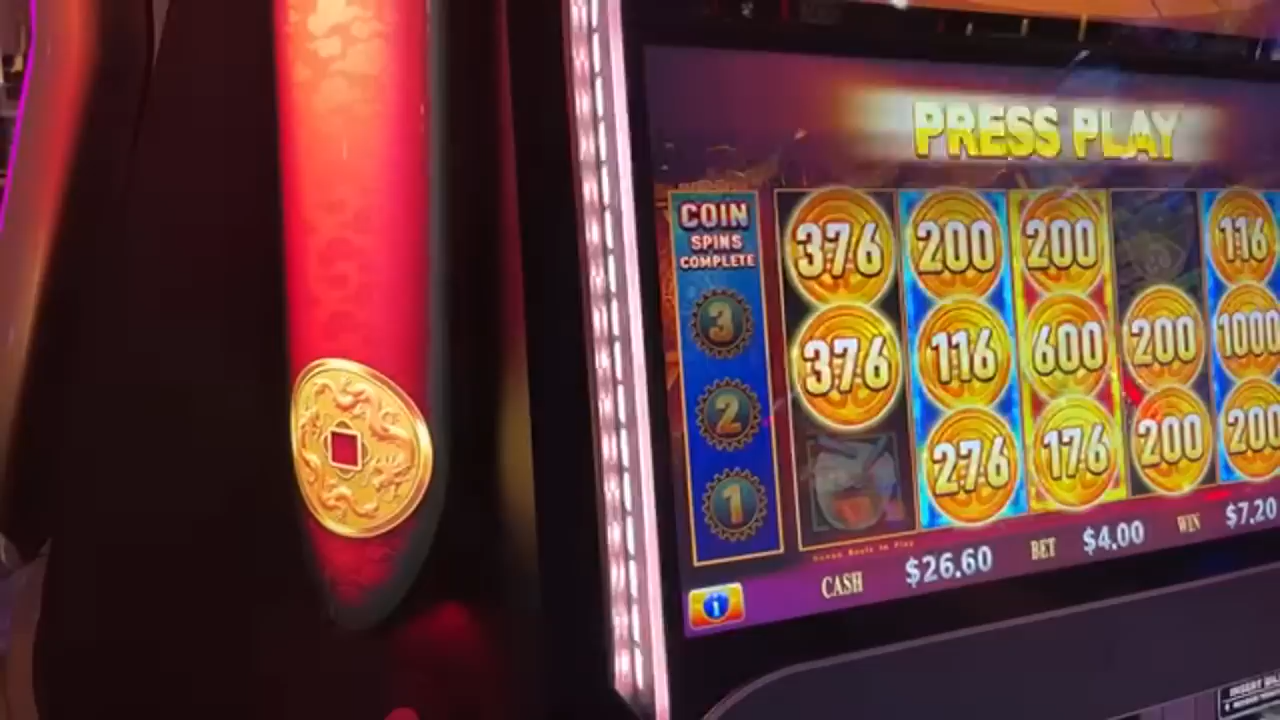 PRESS PLAY
COIN
SPINS
COMPLETE
3
2
1
376 200 200 116
376 116 600 200 1000
276 176 200 200
CASH $26.60 BET $4.00 WIN $7.20
i